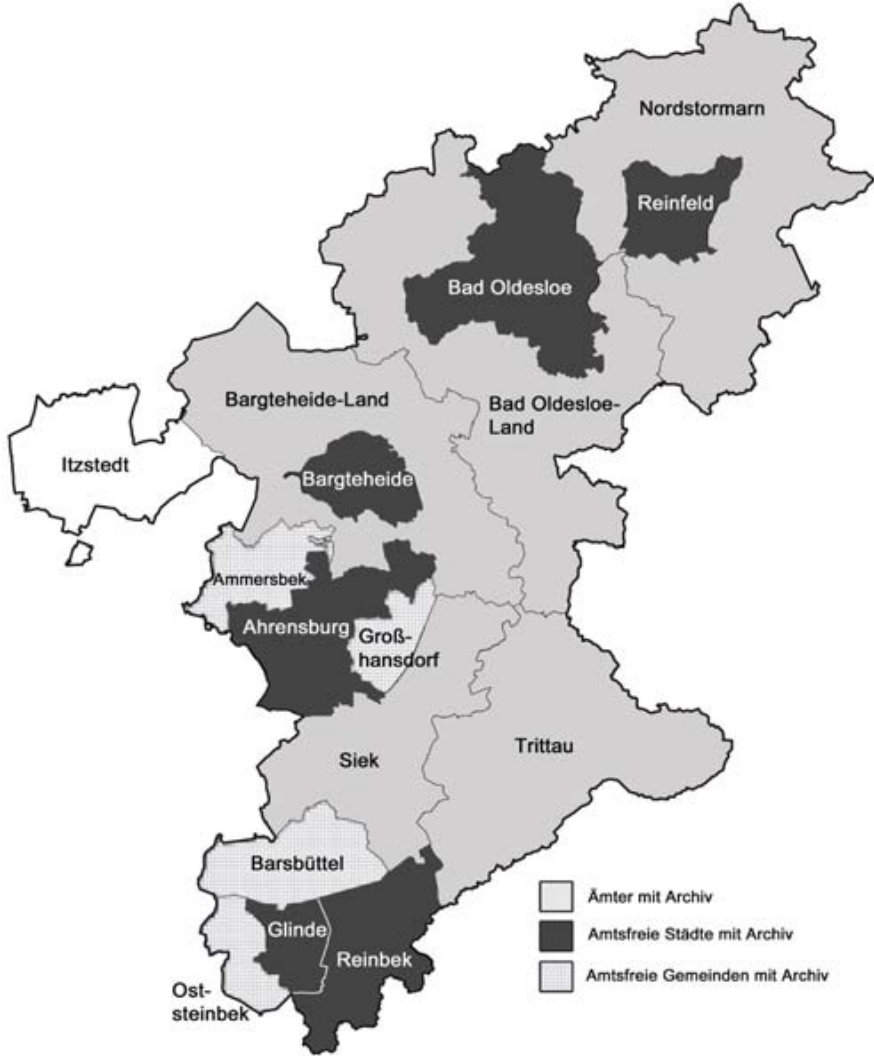 Nordstormarn
Reinfeld
Bad Oldesloe
Bargteheide-Land
Bad Oldesloe-
Land
Itzstedt
Bargteheide
Ammersbek
Ahrensburg
Groß-
hansdorf
Siek
Trittau
Barsbüttel
Glinde
Reinbek
Ost-
steinbek
Ämter mit Archiv
Amtsfreie Städte mit Archiv
Amtsfreie Gemeinden mit Archiv